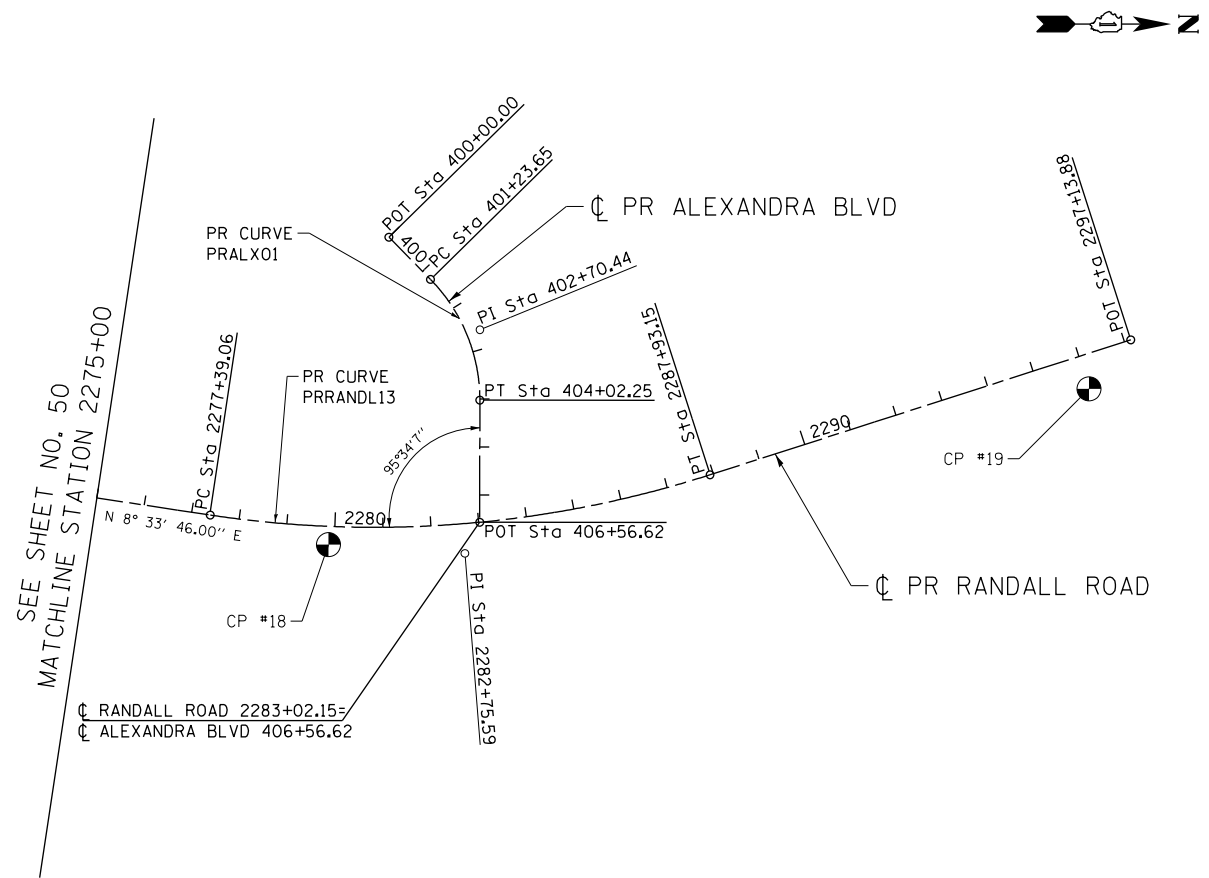 N
POT Sta 400+00.00
PC Sta 401+23.65
400
℄ PR ALEXANDRA BLVD
PR CURVE
PRALX01
PI Sta 402+70.44
POT Sta 2297+13.88
SEE SHEET NO. 50
MATCHLINE STATION 2275+00
PC Sta 2277+39.06
PR CURVE
PRRANDL13
PT Sta 404+02.25
PT Sta 2287+93.15
95°34'7"
2290
CP #19
N 8° 33' 46.00" E
2280
POT Sta 406+56.62
℄ PR RANDALL ROAD
CP #18
PI Sta 2282+75.59
℄ RANDALL ROAD 2283+02.15=
℄ ALEXANDRA BLVD 406+56.62